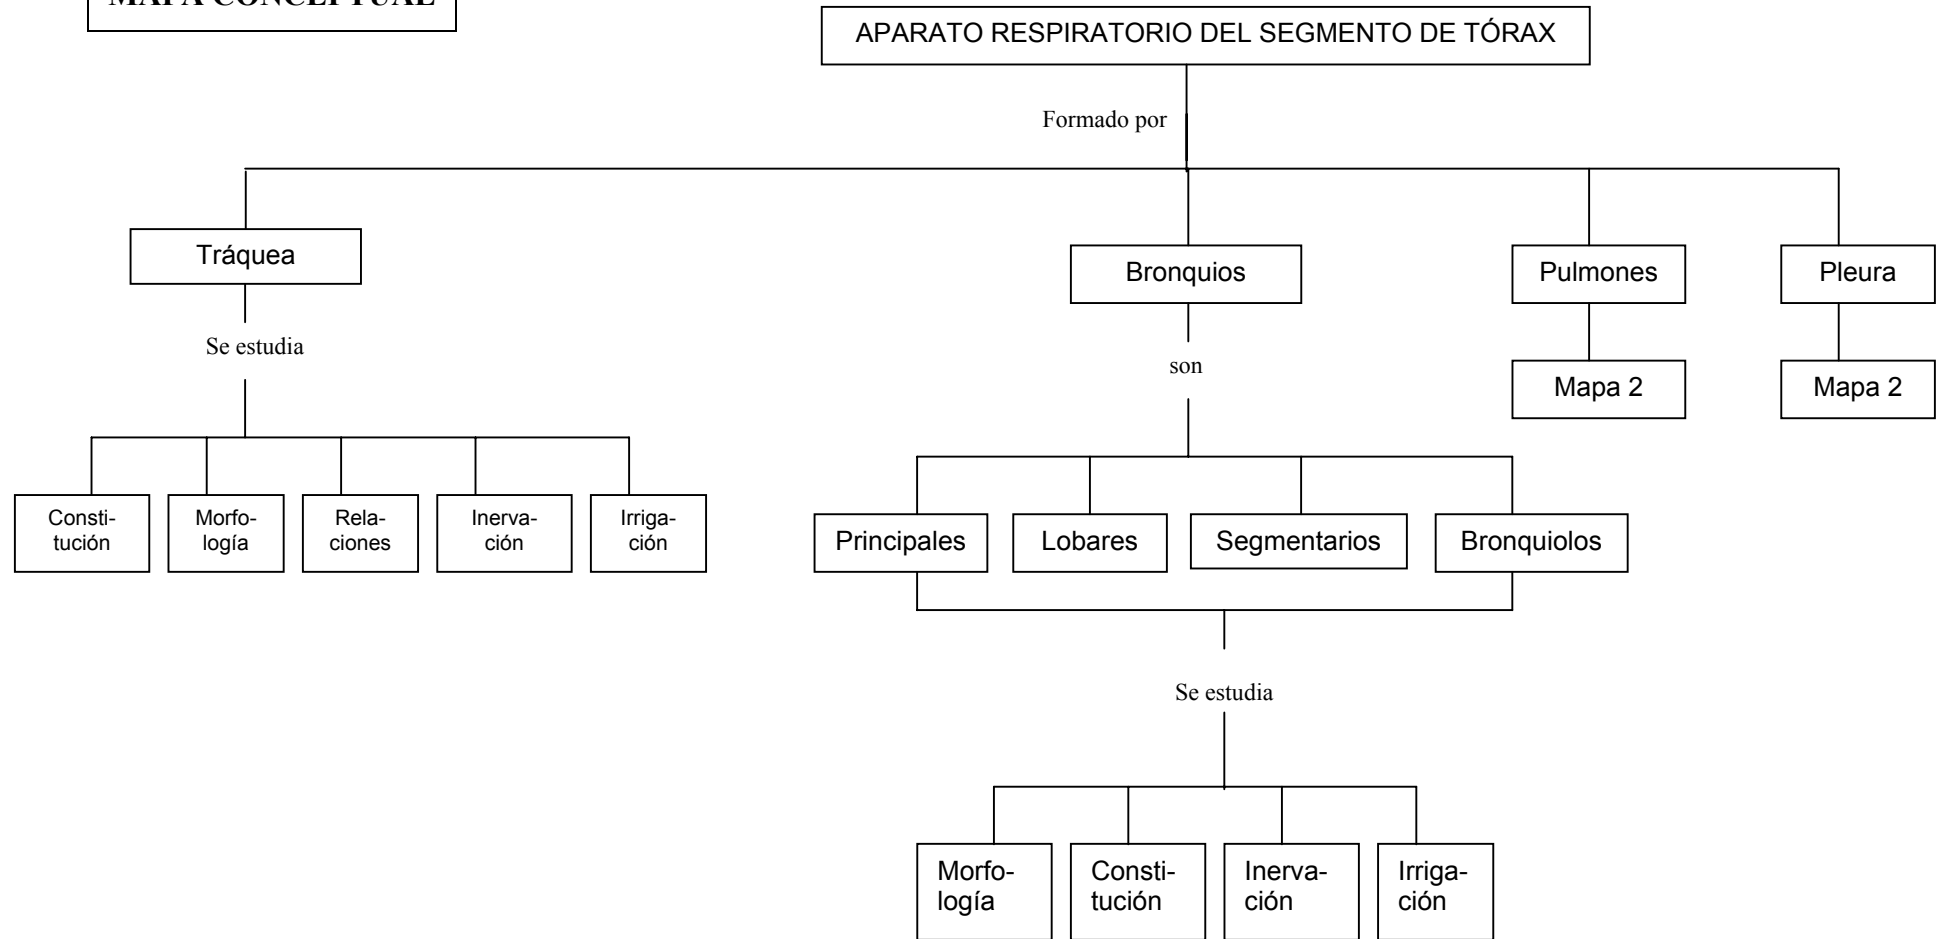 MAPA CONCEPTUAL
APARATO RESPIRATORIO DEL SEGMENTO DE TÓRAX
Formado por
Tráquea
Bronquios
Pulmones
Pleura
Se estudia
son
Mapa 2
Mapa 2
Consti-
tución
Morfo-
logía
Rela-
ciones
Inerva-
ción
Irriga-
ción
Principales
Lobares
Segmentarios
Bronquiolos
Se estudia
Morfo-
logía
Consti-
tución
Inerva-
ción
Irriga-
ción